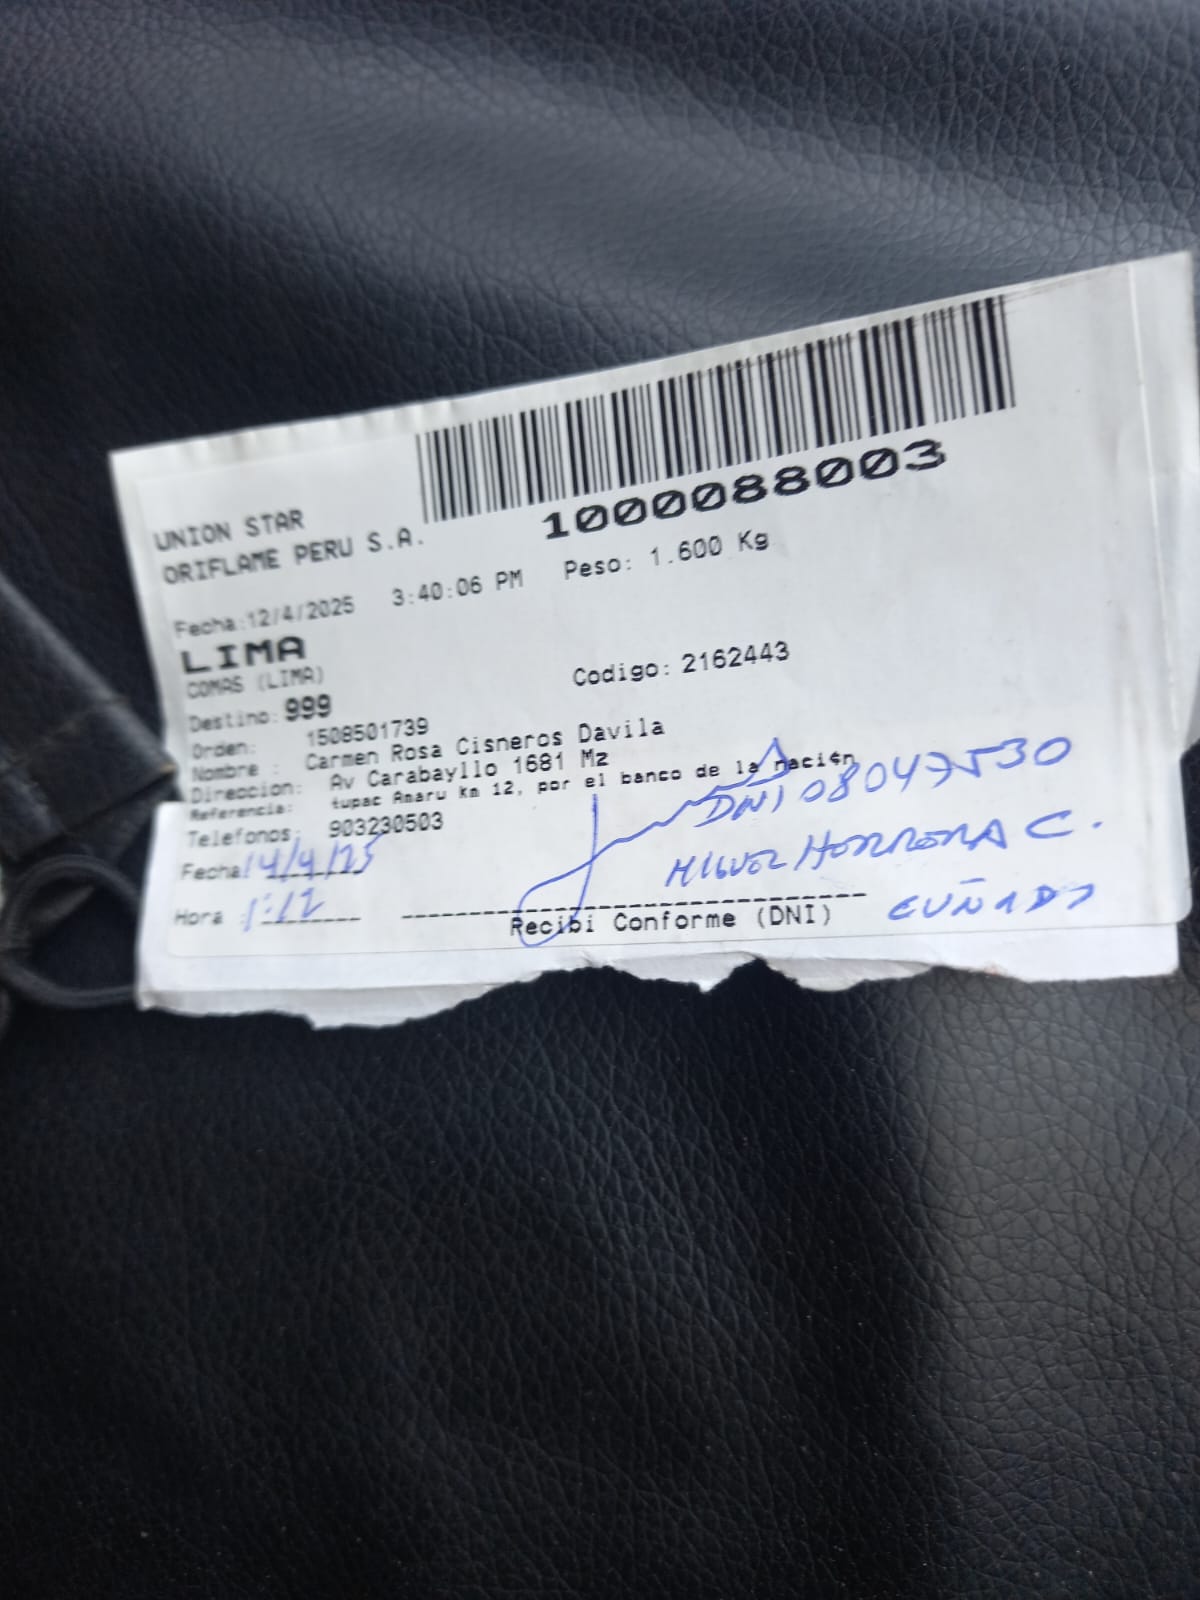 1000088003
UNION STAR
ORIFLAME PERU S.A.
Fecha:12/4/2025 3:40:06 PM Peso: 1.600 Kg
LIMA
COMAS (LIMA)
Codigo: 2162443
Destino: 999
Orden: 1508501739
Nombre : Carmen Rosa Cisneros Davila
Direccion: Av Carabayllo 1681 Mz
Referencia: tupac Amaru km 12, por el banco de la nación
Telefonos: 903230503
DNI 08047530
Fecha 14/4/25
MIGUEL HERRERA C.
Hora : 1:12
CUÑADO
Recibi Conforme (DNI)